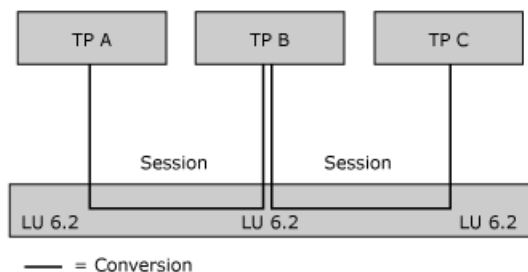 TP A
TP B
TP C
Session
Session
LU 6.2
LU 6.2
LU 6.2
= Conversion